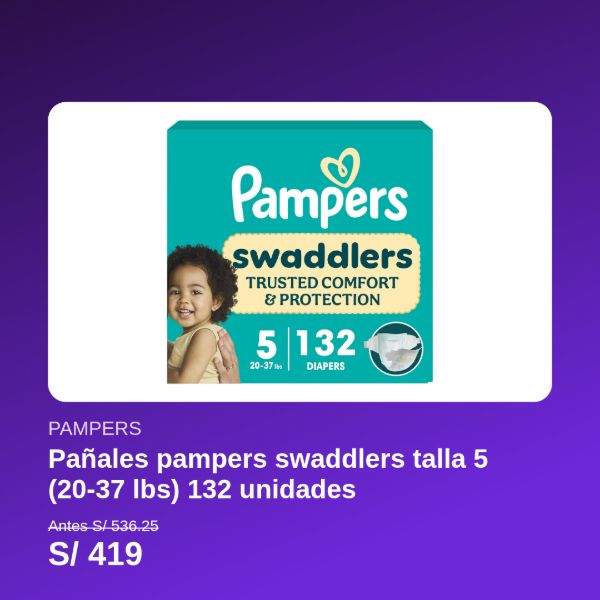 Pampers
swaddlers
TRUSTED COMFORT
& PROTECTION
5 132
20-37 lbs DIAPERS
PAMPERS
Pañales pampers swaddlers talla 5
(20-37 lbs) 132 unidades
Antes S/ 536.25
S/ 419